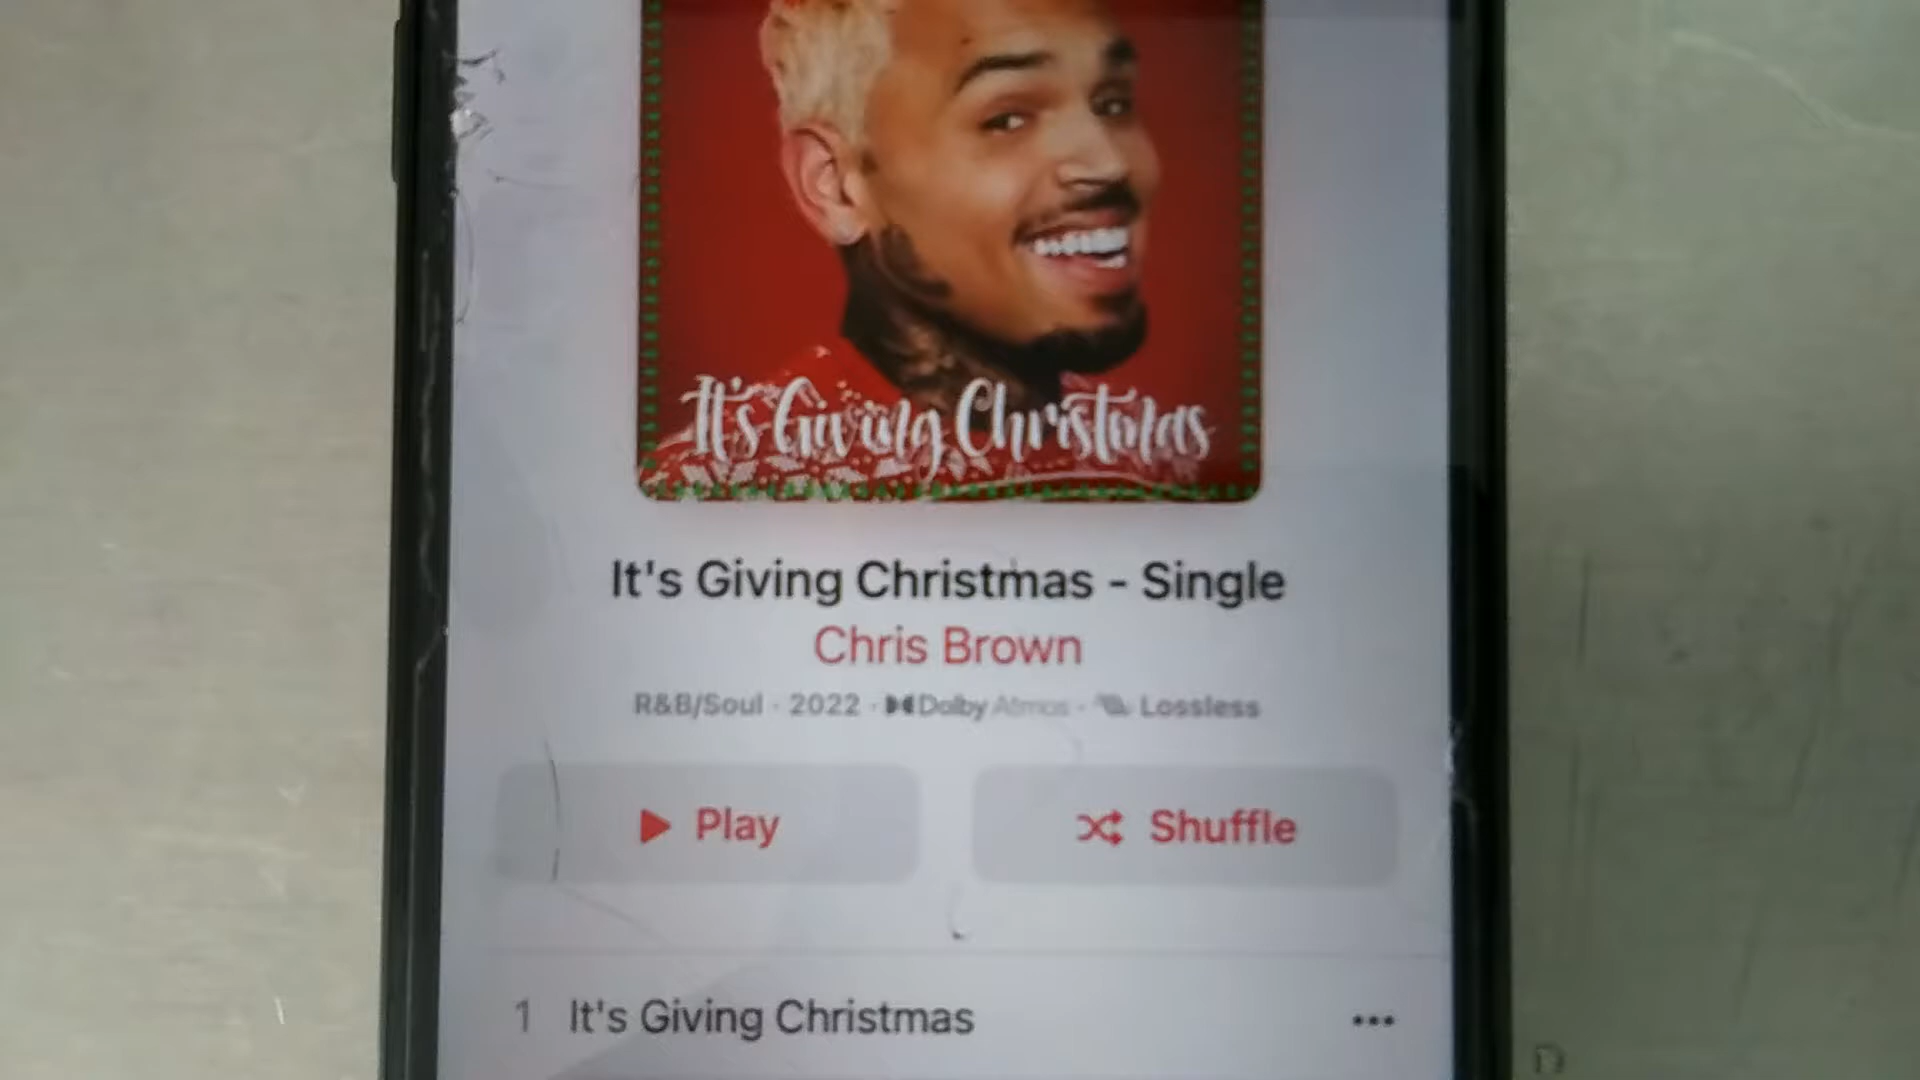 It's Giving Christmas
It's Giving Christmas - Single
Chris Brown
R&B/Soul · 2022 · Dolby Atmos · Lossless
Play
Shuffle
1 It's Giving Christmas